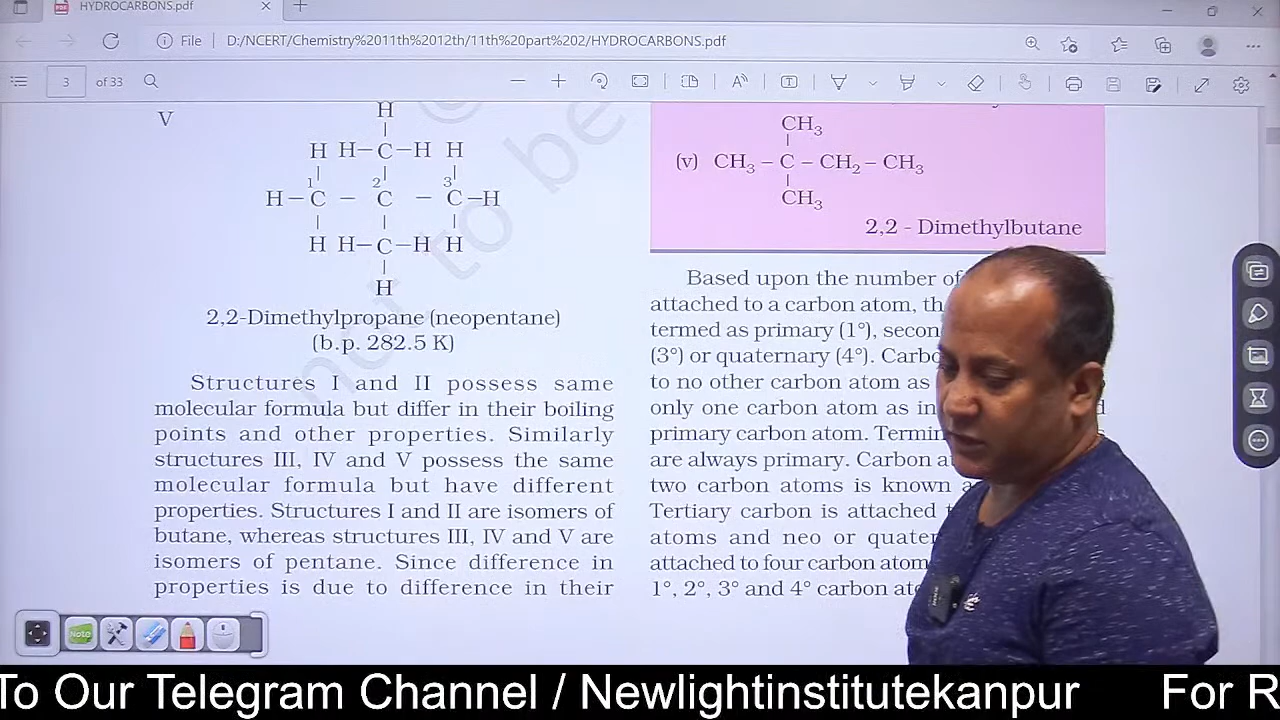 HYDROCARBONS.pdf
File D:/NCERT/Chemistry%2011th%2012th/11th%20part%202/HYDROCARBONS.pdf
3 of 33
V
H
H H–C–H H
1 2 3
H–C – C – C–H
H H–C–H H
H
2,2-Dimethylpropane (neopentane)
(b.p. 282.5 K)
Structures I and II possess same
molecular formula but differ in their boiling
points and other properties. Similarly
structures III, IV and V possess the same
molecular formula but have different
properties. Structures I and II are isomers of
butane, whereas structures III, IV and V are
isomers of pentane. Since difference in
properties is due to difference in their
CH3
(v) CH3 – C – CH2 – CH3
CH3
2,2 - Dimethylbutane
Based upon the number of
attached to a carbon atom, the
termed as primary (1°),
(3°) or quaternary (4°).
to no other carbon atom as
only one carbon atom as in
primary carbon atom.
are always primary. Carbon
two carbon atoms is known
Tertiary carbon is attached
atoms and neo or
attached to four carbon
1°, 2°, 3° and 4° carbon
not to be
Note
To Our Telegram Channel / Newlightinstitutekanpur For R